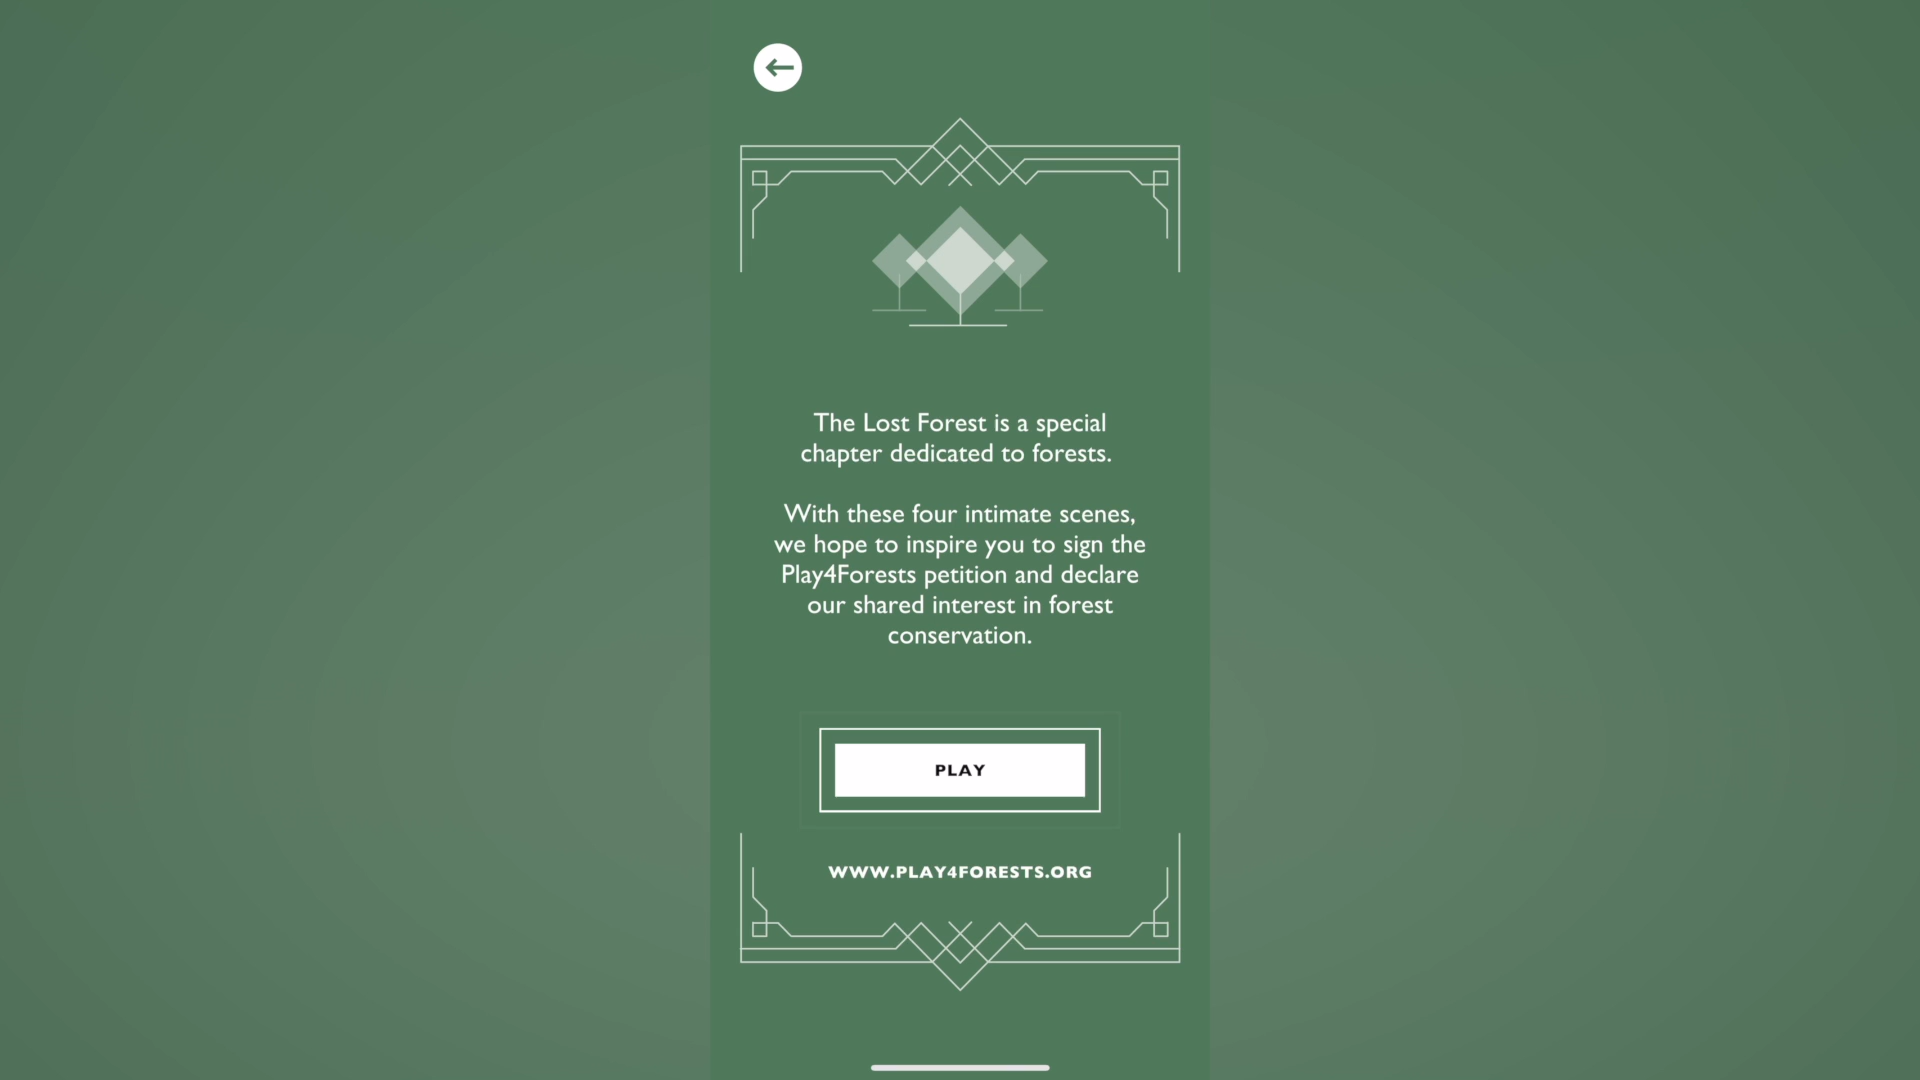 The Lost Forest is a special
chapter dedicated to forests.
With these four intimate scenes,
we hope to inspire you to sign the
Play4Forests petition and declare
our shared interest in forest
conservation.
PLAY
WWW.PLAY4FORESTS.ORG